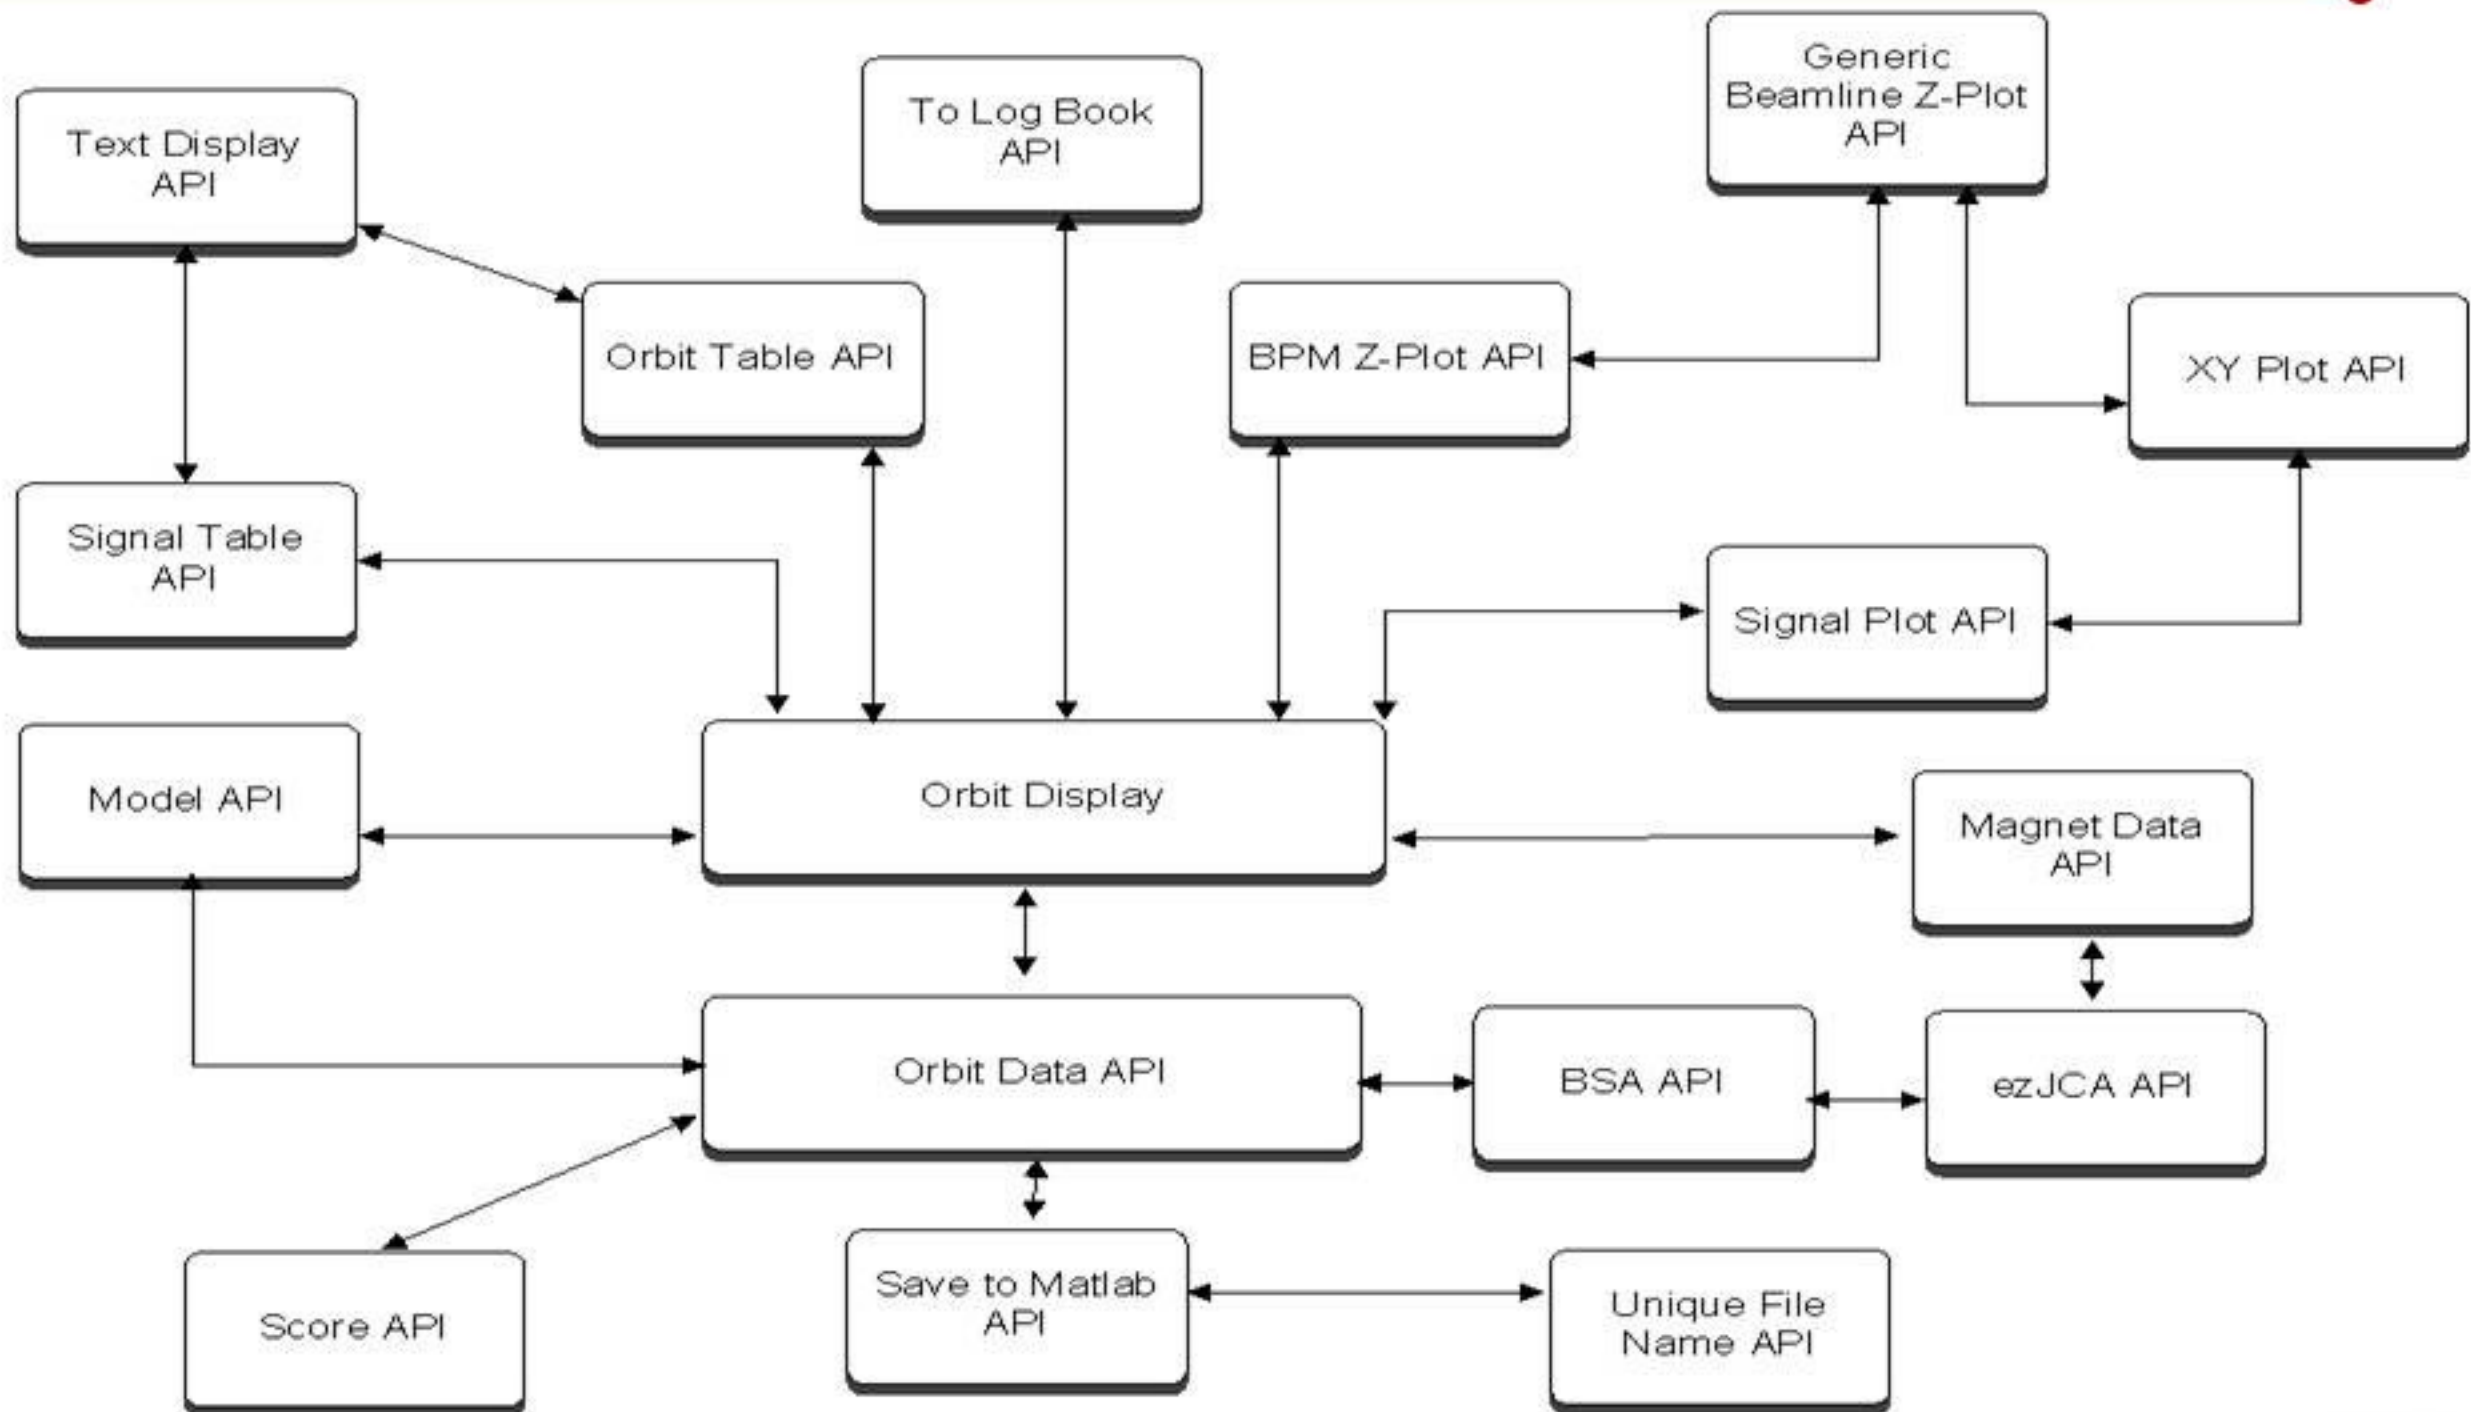 Generic
Beamline Z-Plot
API
To Log Book
API
Text Display
API
Orbit Table API
BPM Z-Plot API
XY Plot API
Signal Table
API
Signal Plot API
Model API
Orbit Display
Magnet Data
API
Orbit Data API
BSA API
ezJCA API
Save to Matlab
API
Score API
Unique File
Name API